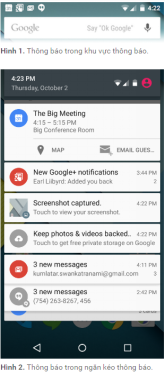 4:22
Google Say "Ok Google"
Hình 1. Thông báo trong khu vực thông báo.
4:23 PM
Thursday, October 2
The Big Meeting
4:15 – 5:15 PM
Big Conference Room
MAP EMAIL GUES..
New Google+ notifications 3:44 PM
Earl Libyrd: Added you back 2
Screenshot captured. 4:22 PM
Touch to view your screenshot.
Keep photos & videos backed.. 4:22 PM
Touch to get free private storage on Google
3 new messages 4:11 PM
kumlatar.swankatranami@gmail.com 3
3 new messages 2:43 PM
(754) 263-8267, 456
Hình 2. Thông báo trong ngăn kéo thông báo.